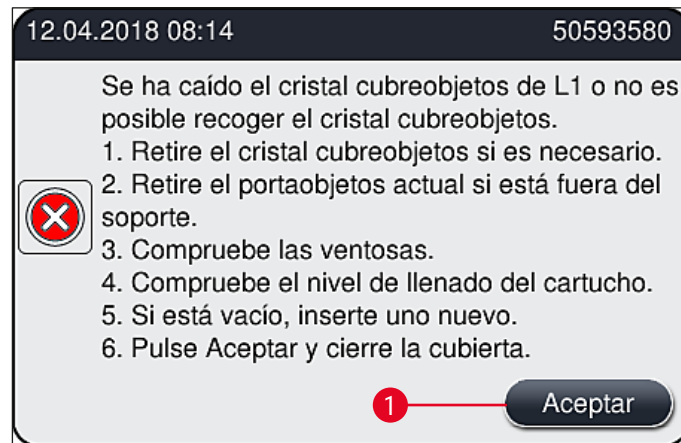 12.04.2018 08:14 50593580
Se ha caído el cristal cubreobjetos de L1 o no es
posible recoger el cristal cubreobjetos.
1. Retire el cristal cubreobjetos si es necesario.
2. Retire el portaobjetos actual si está fuera del
soporte.
3. Compruebe las ventosas.
4. Compruebe el nivel de llenado del cartucho.
5. Si está vacío, inserte uno nuevo.
6. Pulse Aceptar y cierre la cubierta.
1 Aceptar